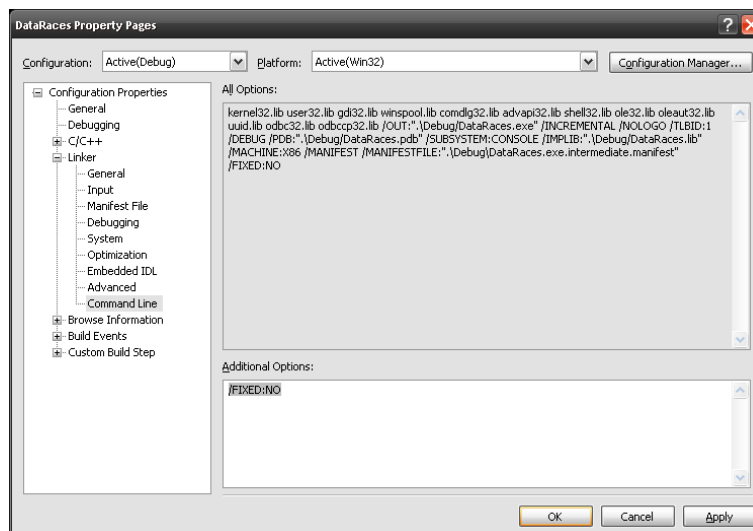 DataRaces Property Pages
Configuration: Active(Debug) Platform: Active(Win32) Configuration Manager...
Configuration Properties
General
Debugging
C/C++
Linker
General
Input
Manifest File
Debugging
System
Optimization
Embedded IDL
Advanced
Command Line
Browse Information
Build Events
Custom Build Step
All Options:
kernel32.lib user32.lib gdi32.lib winspool.lib comdlg32.lib advapi32.lib shell32.lib ole32.lib oleaut32.lib
uuid.lib odbc32.lib odbccp32.lib /OUT:".\Debug/DataRaces.exe" /INCREMENTAL /NOLOGO /TLBID:1
/DEBUG /PDB:".\Debug/DataRaces.pdb" /SUBSYSTEM:CONSOLE /IMPLIB:".\Debug/DataRaces.lib"
/MACHINE:X86 /MANIFEST /MANIFESTFILE:".\Debug\DataRaces.exe.intermediate.manifest"
/FIXED:NO
Additional Options:
/FIXED:NO
OK Cancel Apply